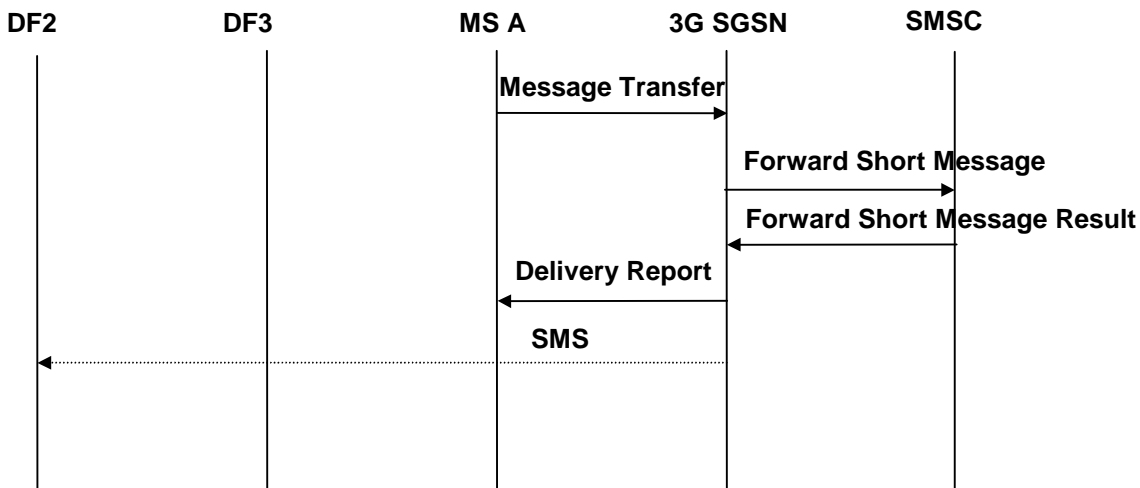 DF2 DF3 MS A 3G SGSN SMSC
Message Transfer
Forward Short Message
Forward Short Message Result
Delivery Report
SMS